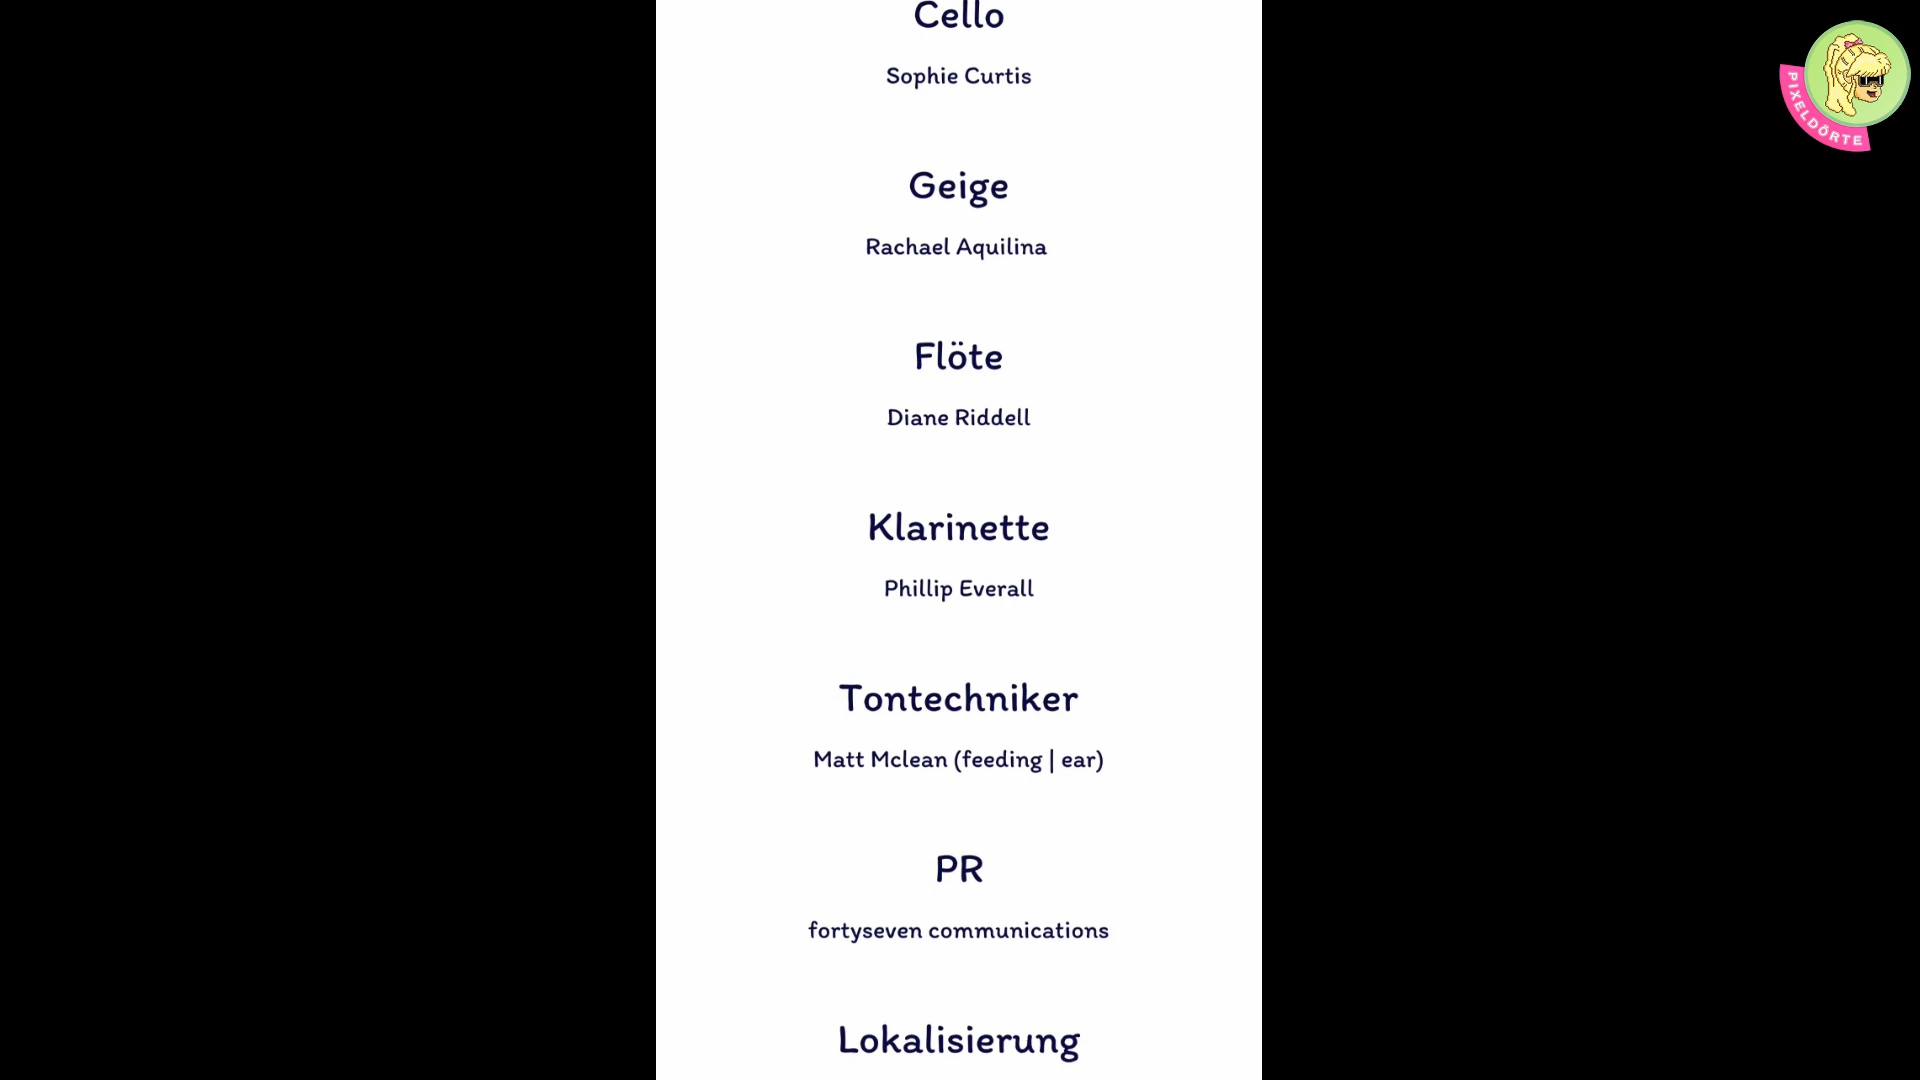 Cello
Sophie Curtis
Geige
Rachael Aquilina
Flöte
Diane Riddell
Klarinette
Phillip Everall
Tontechniker
Matt Mclean (feeding | ear)
PR
fortyseven communications
Lokalisierung
PIXELDÖRTE